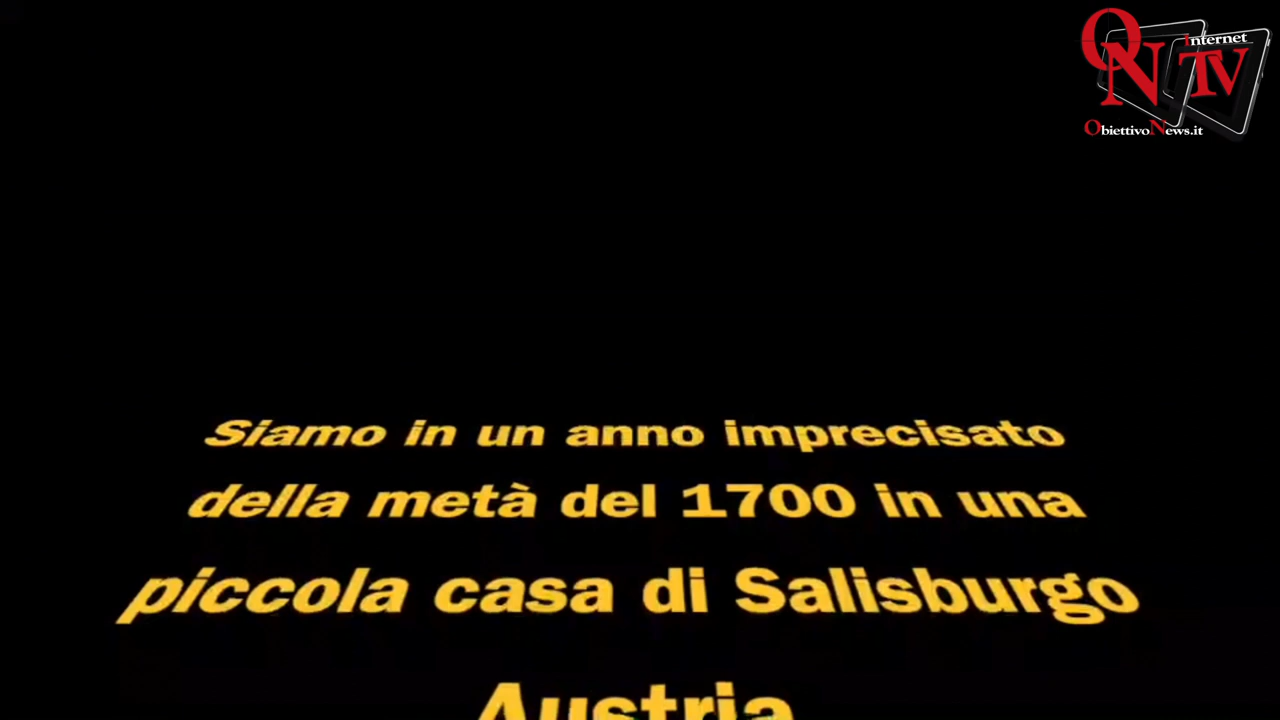 ON
Internet
TV
ObiettivoNews.it
Siamo in un anno imprecisato
della metà del 1700 in una
piccola casa di Salisburgo
Austria